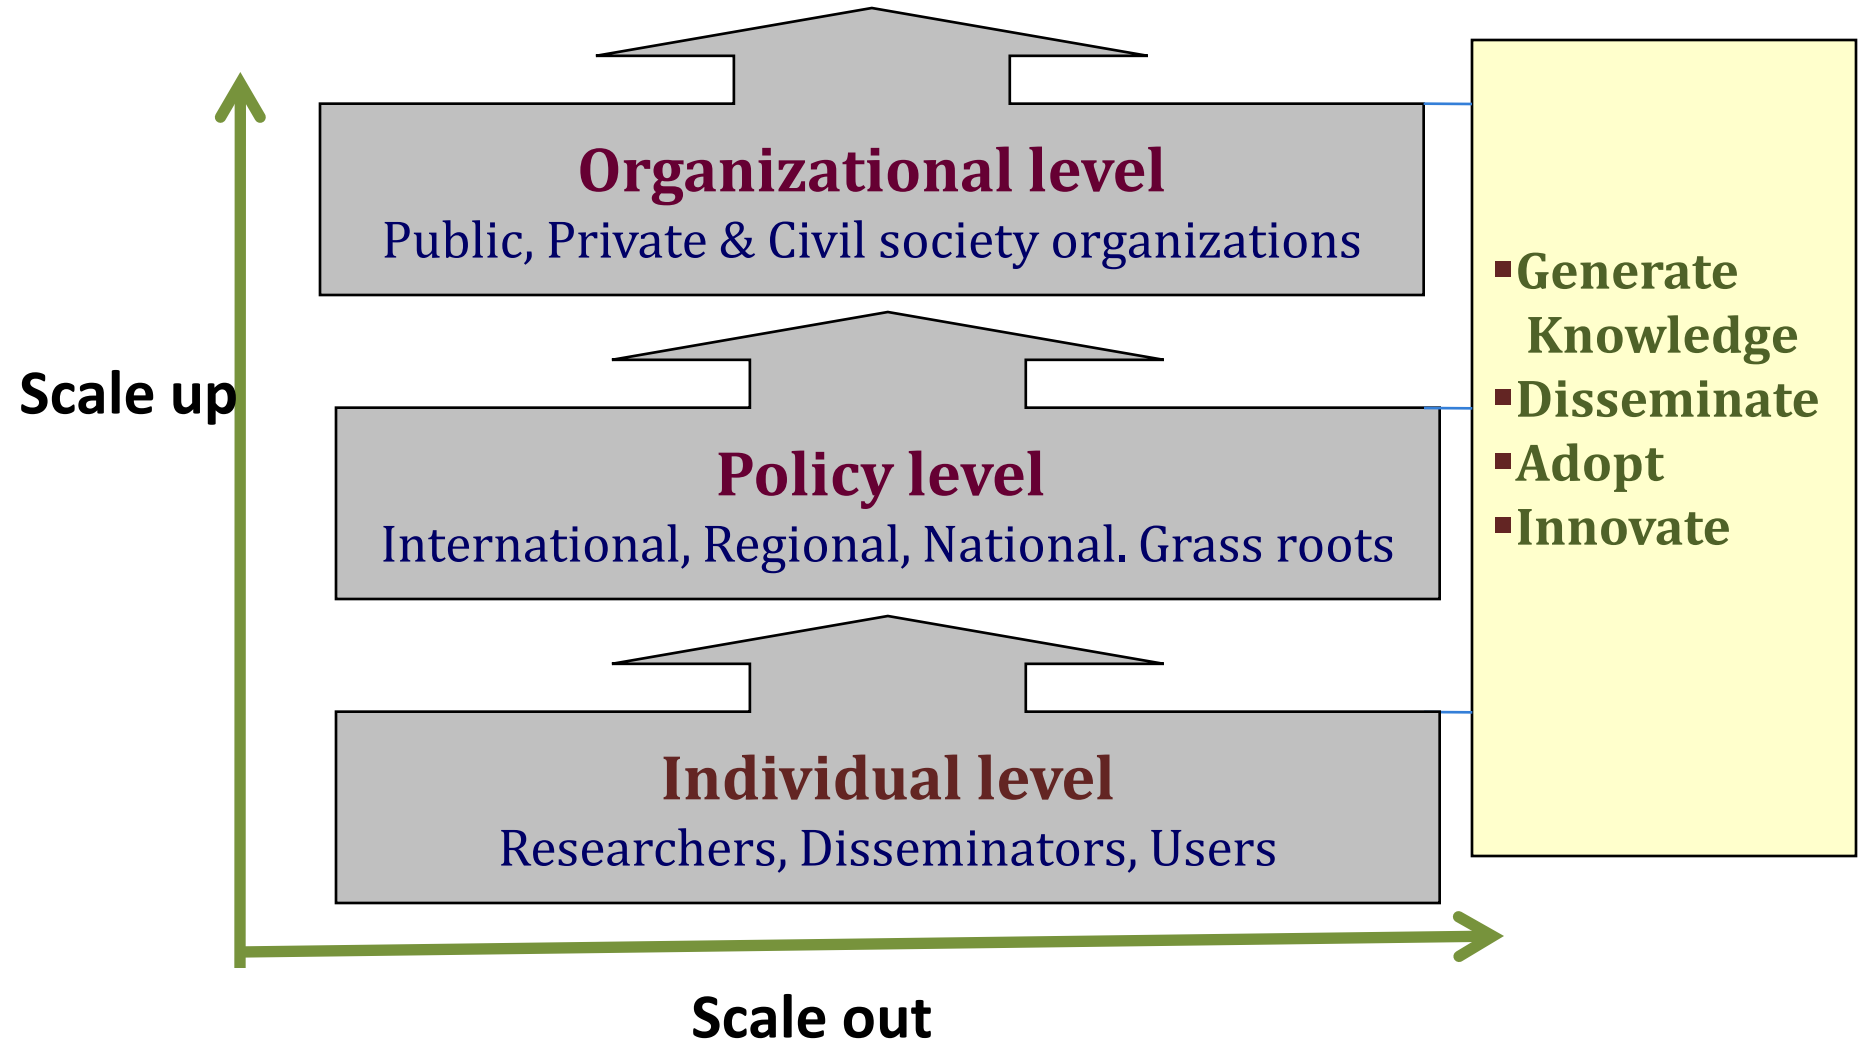 Organizational level
Public, Private & Civil society organizations
Scale up
Policy level
International, Regional, National. Grass roots
Individual level
Researchers, Disseminators, Users
Scale out
▪Generate
Knowledge
▪Disseminate
▪Adopt
▪Innovate